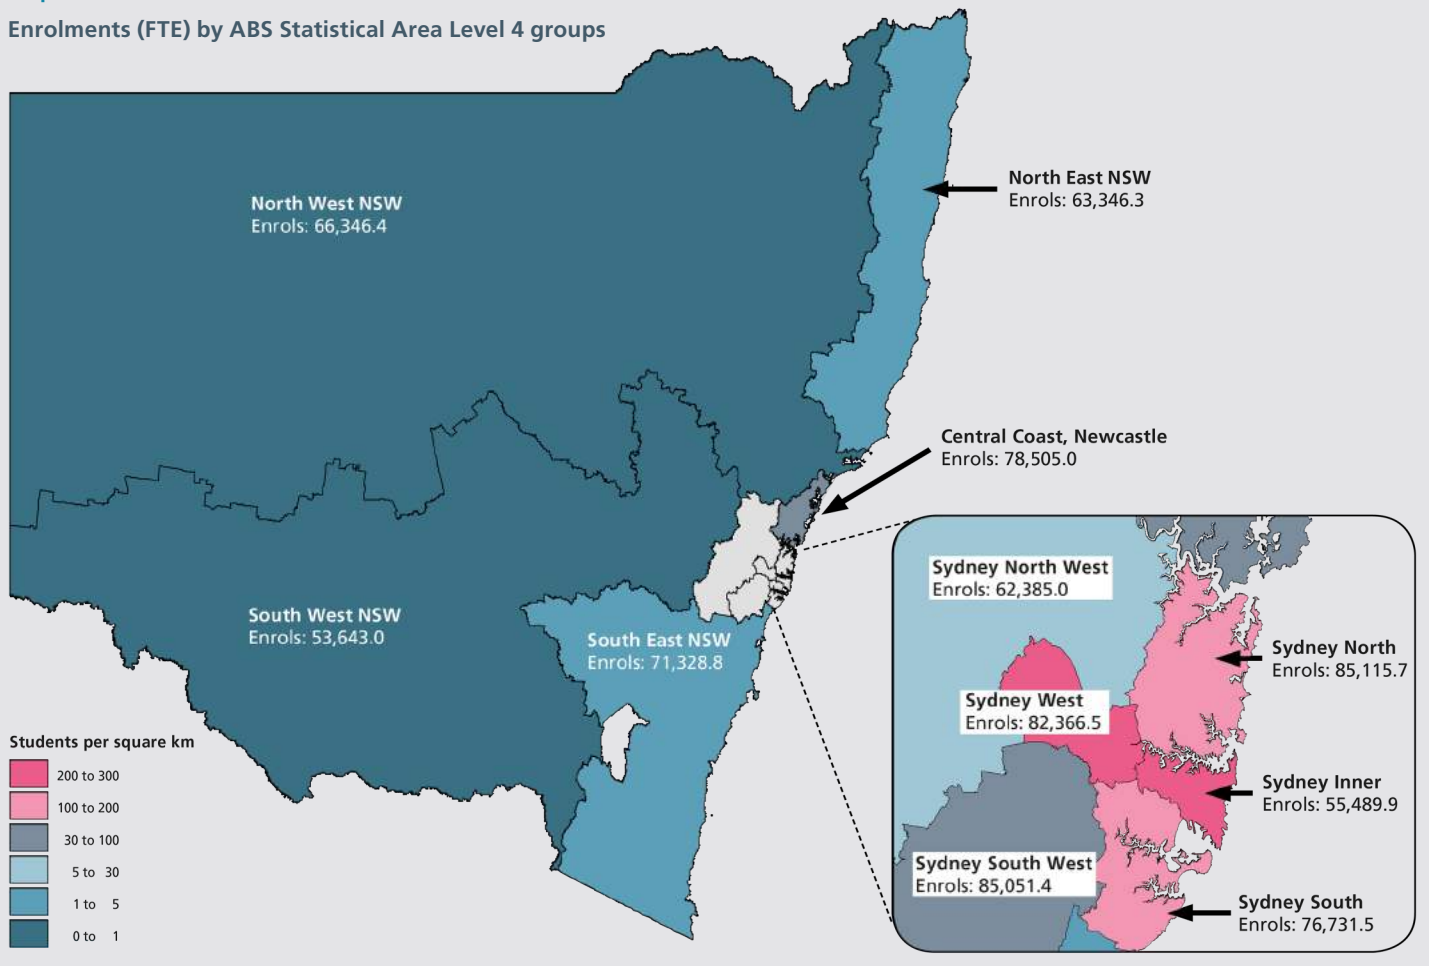 Enrolments (FTE) by ABS Statistical Area Level 4 groups
North West NSW
Enrols: 66,346.4
North East NSW
Enrols: 63,346.3
Central Coast, Newcastle
Enrols: 78,505.0
South West NSW
Enrols: 53,643.0
South East NSW
Enrols: 71,328.8
Sydney North West
Enrols: 62,385.0
Sydney North
Enrols: 85,115.7
Sydney West
Enrols: 82,366.5
Sydney Inner
Enrols: 55,489.9
Sydney South West
Enrols: 85,051.4
Sydney South
Enrols: 76,731.5
Students per square km
200 to 300
100 to 200
30 to 100
5 to 30
1 to 5
0 to 1